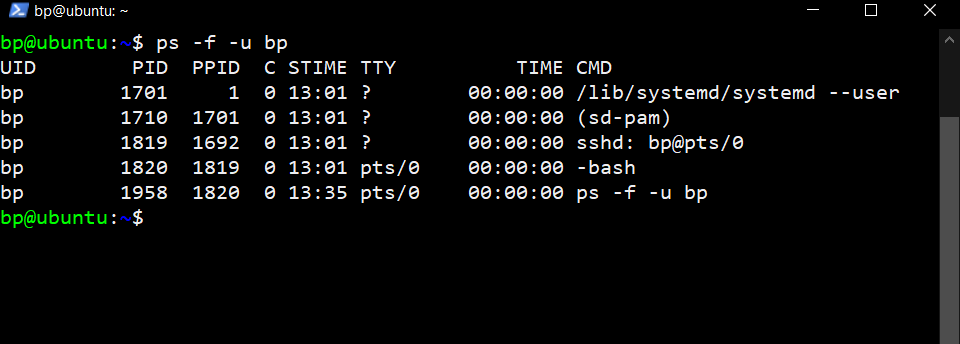 bp@ubuntu: ~
bp@ubuntu:~$ ps -f -u bp
UID        PID  PPID  C STIME TTY          TIME CMD
bp        1701     1  0 13:01 ?        00:00:00 /lib/systemd/systemd --user
bp        1710  1701  0 13:01 ?        00:00:00 (sd-pam)
bp        1819  1692  0 13:01 ?        00:00:00 sshd: bp@pts/0
bp        1820  1819  0 13:01 pts/0    00:00:00 -bash
bp        1958  1820  0 13:35 pts/0    00:00:00 ps -f -u bp
bp@ubuntu:~$